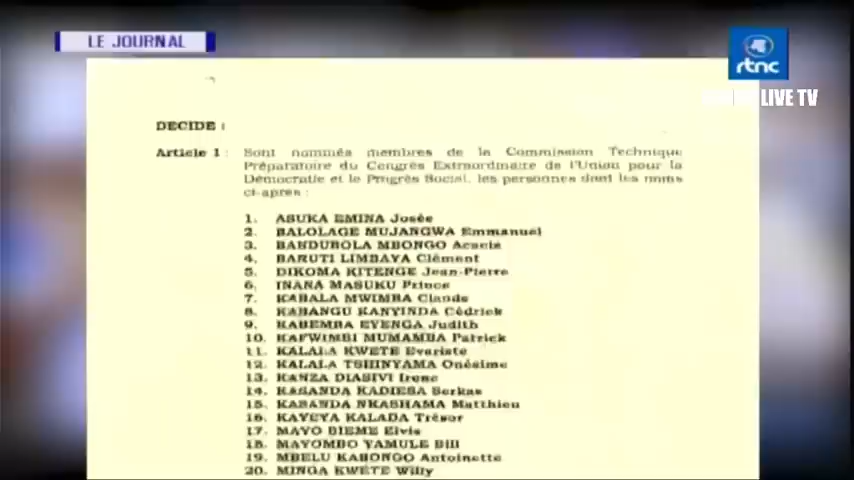 LE JOURNAL
rtnc
LIVE TV
DECIDE :
Article 1 : Sont nommés membres de la Commission Technique
Préparatoire du Congrès Extraordinaire de l'Union pour la
Démocratie et le Progrès Social, les personnes dont les noms
ci-après :
1. ASUKA EMINA Josée
2. BALOLAGE MUJANGWA Emmanuel
3. BANDUBOLA MBONGO Acacia
4. BARUTI LIMBAYA Clément
5. DIKOMA KITENGE Jean-Pierre
6. INANA MASUKU Prince
7. KABALA MWIMBA Claude
8. KABANGU KANYINDA Cédrick
9. KABEMBA EYENGA Judith
10. KAFWIMBI MUMAMBA Patrick
11. KALALA KWETE Evariste
12. KALALA TSHINYAMA Onésime
13. KANZA DIASIVI Irene
14. KASANDA KADIESA Serkas
15. KASANDA NKASHAMA Matthieu
16. KAYEYA KALADA Trésor
17. MAYO BIEME Elvis
18. MAYOMBO YAMULE Bill
19. MBELU KABONGO Antoinette
20. MINGA KWETE Willy